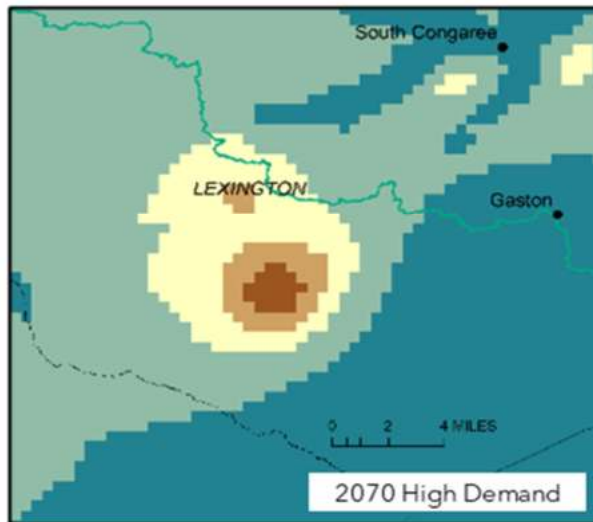 South Congaree
LEXINGTON
Gaston
0 2 4 MILES
2070 High Demand